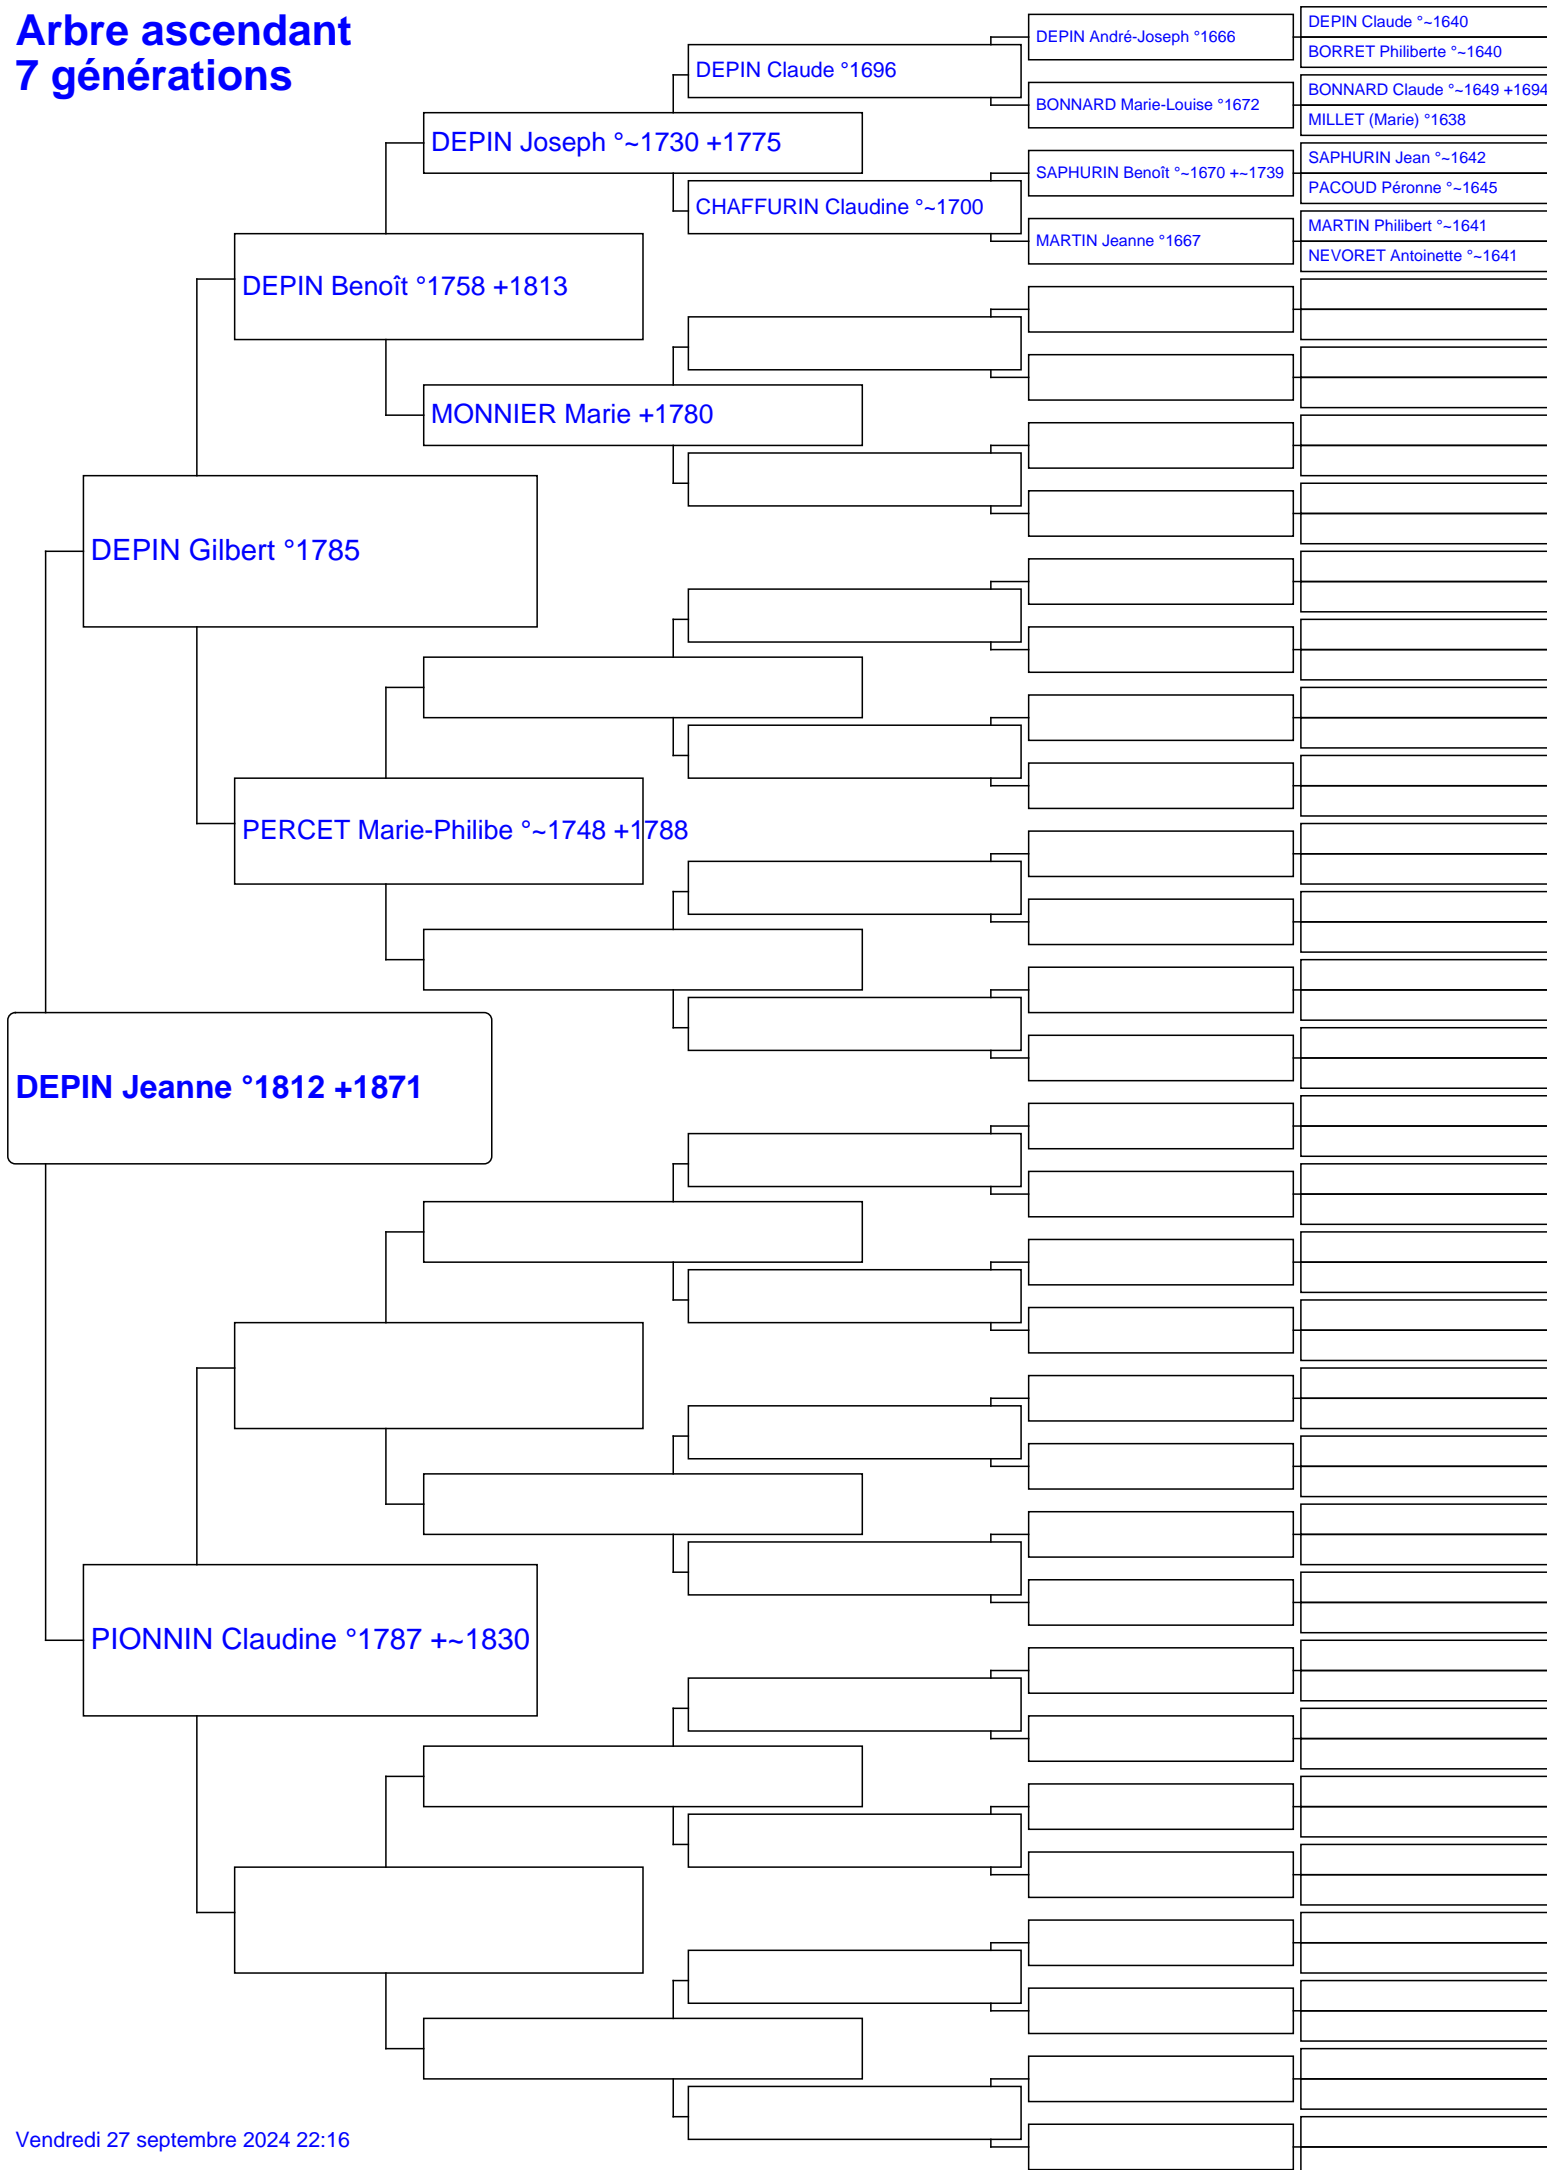 Arbre ascendant
7 générations
DEPIN Jeanne °1812 +1871
DEPIN Gilbert °1785
PIONNIN Claudine °1787 +~1830
DEPIN Benoît °1758 +1813
PERCET Marie-Philibe °~1748 +1788
DEPIN Joseph °~1730 +1775
MONNIER Marie +1780
DEPIN Claude °1696
CHAFFURIN Claudine °~1700
DEPIN André-Joseph °1666
BONNARD Marie-Louise °1672
SAPHURIN Benoît °~1670 +~1739
MARTIN Jeanne °1667
DEPIN Claude °~1640
BORRET Philiberte °~1640
BONNARD Claude °~1649 +1694
MILLET (Marie) °1638
SAPHURIN Jean °~1642
PACOUD Péronne °~1645
MARTIN Philibert °~1641
NEVORET Antoinette °~1641
Vendredi 27 septembre 2024 22:16